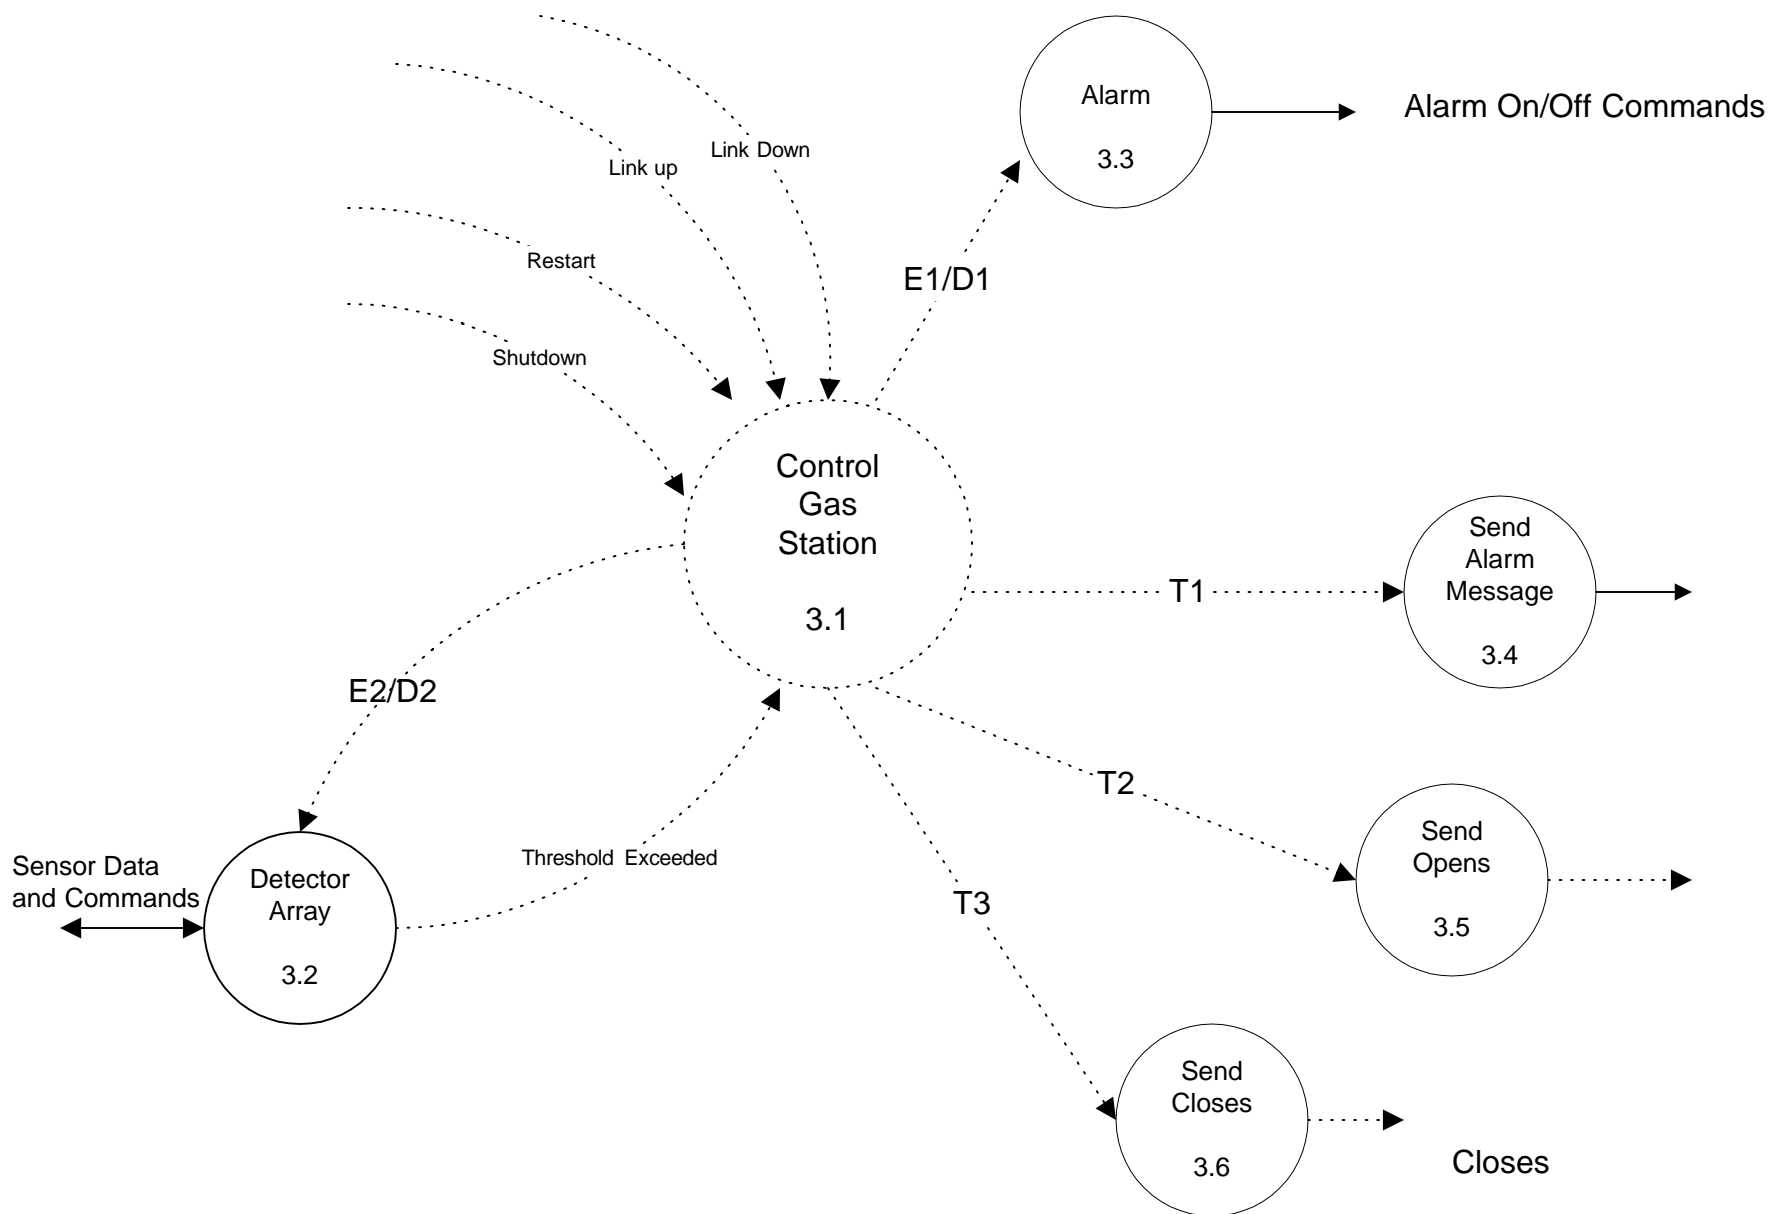 Alarm
3.3
Alarm On/Off Commands
Link Down
Link up
Restart
E1/D1
Shutdown
Control
Gas
Station
3.1
Send
Alarm
Message
3.4
T1
E2/D2
T2
Send
Opens
3.5
Threshold Exceeded
Sensor Data
and Commands
Detector
Array
3.2
T3
Send
Closes
3.6
Closes